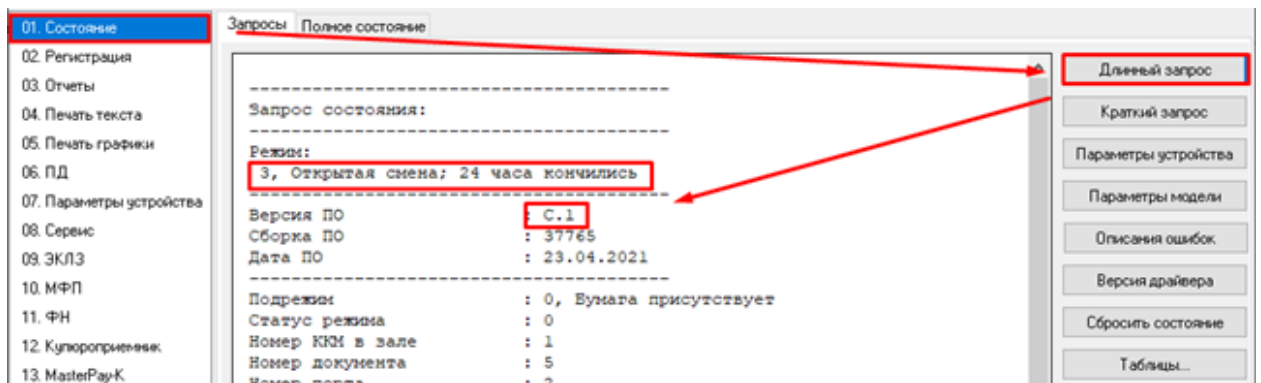 01. Состояние
02. Регистрация
03. Отчеты
04. Печать текста
05. Печать графики
06. ПД
07. Параметры устройства
08. Сервис
09. ЭКЛЗ
10. МФП
11. ФН
12. Купюроприемник
13. MasterPay-K
Запросы Полное состояние
----------------------------------------
Запрос состояния:
----------------------------------------
Режим:
3, Открытая смена; 24 часа кончились
----------------------------------------
Версия ПО : C.1
Сборка ПО : 37765
Дата ПО : 23.04.2021
----------------------------------------
Подрежим : 0, Бумага присутствует
Статус режима : 0
Номер ККМ в зале : 1
Номер документа : 5
Номер порта : 2
Длинный запрос
Краткий запрос
Параметры устройства
Параметры модели
Описания ошибок
Версия драйвера
Сбросить состояние
Таблицы...